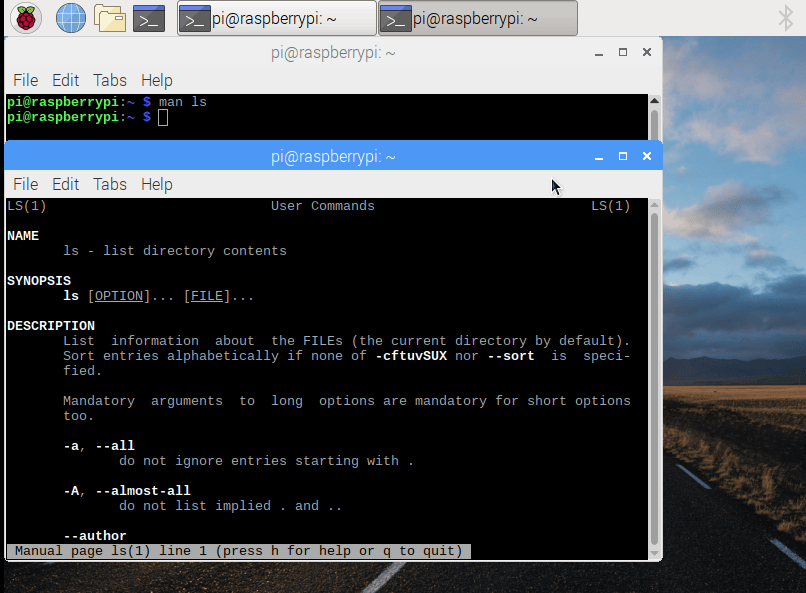 pi@raspberrypi: ~
pi@raspberrypi: ~
pi@raspberrypi: ~
File Edit Tabs Help
pi@raspberrypi:~ $ man ls
pi@raspberrypi:~ $
pi@raspberrypi: ~
File Edit Tabs Help
LS(1) User Commands LS(1)
NAME
ls - list directory contents
SYNOPSIS
ls [OPTION]... [FILE]...
DESCRIPTION
List information about the FILEs (the current directory by default).
Sort entries alphabetically if none of -cftuvSUX nor --sort is speci-
fied.
Mandatory arguments to long options are mandatory for short options
too.
-a, --all
do not ignore entries starting with .
-A, --almost-all
do not list implied . and ..
--author
Manual page ls(1) line 1 (press h for help or q to quit)